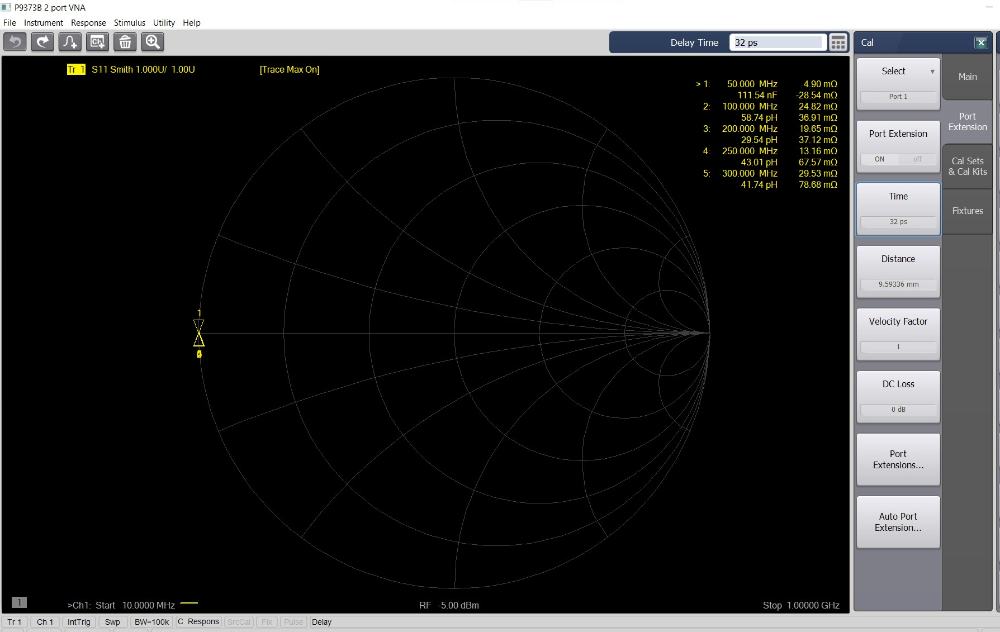 P9373B 2 port VNA
File Instrument Response Stimulus Utility Help
Delay Time 32 ps
Cal
Tr 1 S11 Smith 1.000U/ 1.00U [Trace Max On]
> 1: 50.000 MHz 4.90 mΩ
111.54 nF -28.54 mΩ
2: 100.000 MHz 24.82 mΩ
58.74 pH 36.91 mΩ
3: 200.000 MHz 19.65 mΩ
29.54 pH 37.12 mΩ
4: 250.000 MHz 13.16 mΩ
43.01 pH 67.57 mΩ
5: 300.000 MHz 29.53 mΩ
41.74 pH 78.68 mΩ
1
1
>Ch1: Start 10.0000 MHz
RF -5.00 dBm
Stop 1.00000 GHz
Select
Port 1
Port Extension
ON off
Time
32 ps
Distance
9.59336 mm
Velocity Factor
1
DC Loss
0 dB
Port
Extensions...
Auto Port
Extension...
Main
Port
Extension
Cal Sets
& Cal Kits
Fixtures
Tr 1 Ch 1 IntTrig Swp BW=100k C Respons SrcCal Fix Pulse Delay